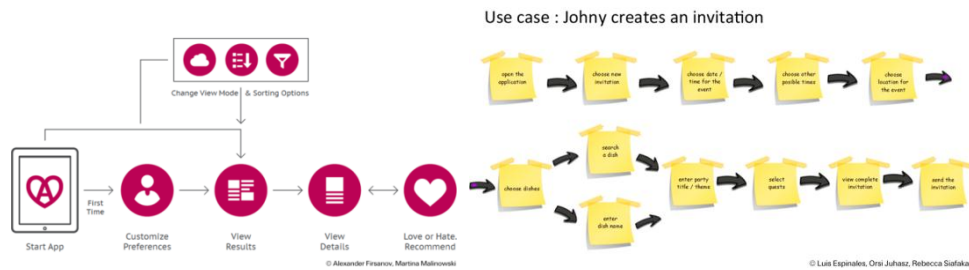 Use case : Johny creates an invitation
Change View Mode & Sorting Options
First
Time
Start App
Customize
Preferences
View
Results
View
Details
Love or Hate.
Recommend
© Alexander Firsanov, Martina Malinowski
open the
application
choose new
invitation
choose date /
time for the
event
choose other
posible times
choose
location for
the event
choose dishes
search
a dish
enter
dish name
enter party
title / theme
select
guests
view complete
invitation
send the
invitation
© Luis Espinales, Orsi Juhasz, Rebecca Siafaka